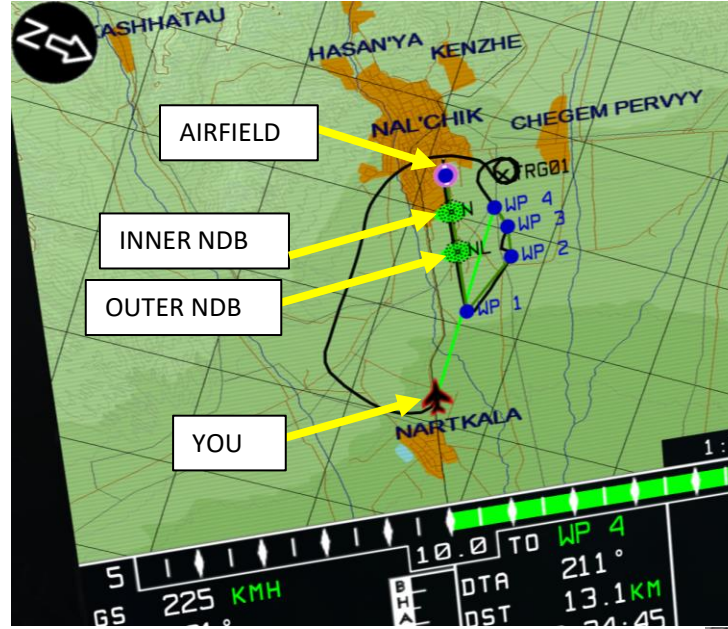 N
KASHHATAU
HASAN'YA
KENZHE
AIRFIELD
NAL'CHIK
CHEGEM PERVYY
TRG01
INNER NDB
N
WP 4
WP 3
OUTER NDB
NL
WP 2
WP 1
YOU
NARTKALA
1:
5
10.0 TO WP 4
GS 225 KMH
BHA
DTA 211°
DST 13.1KM